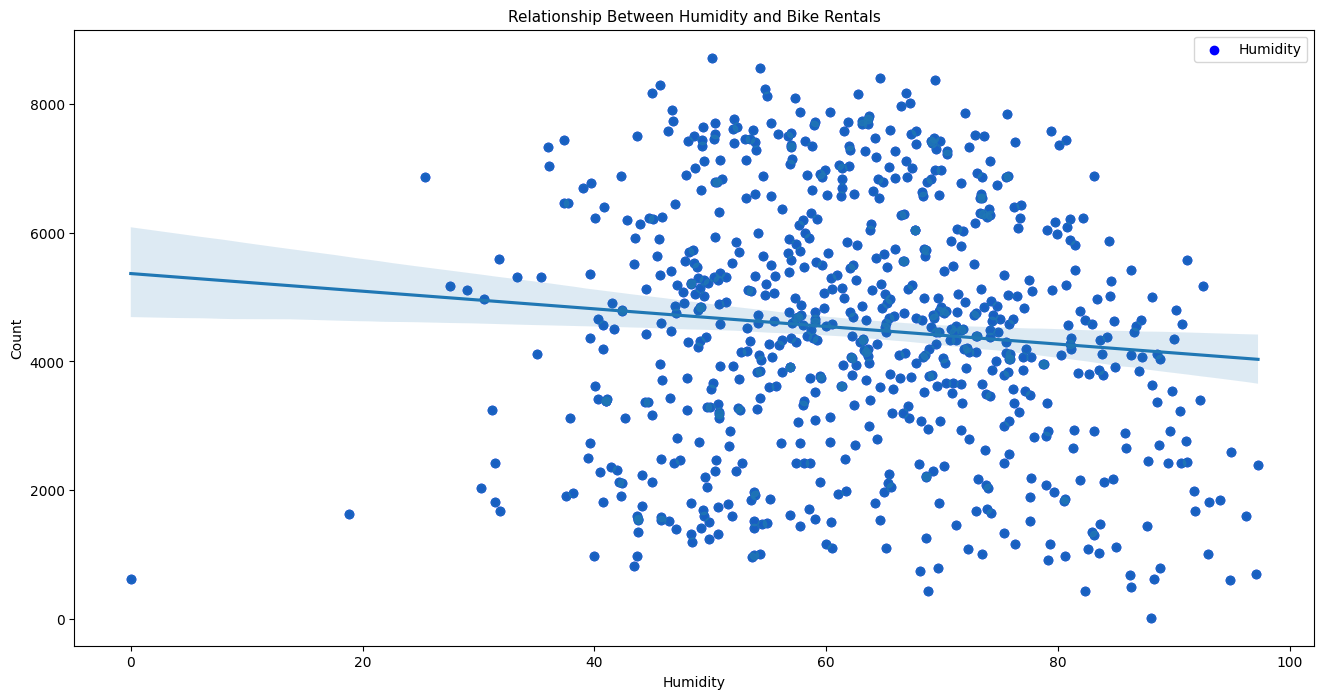 Relationship Between Humidity and Bike Rentals
Humidity
8000
6000
4000
2000
0
Count
0 20 40 60 80 100
Humidity